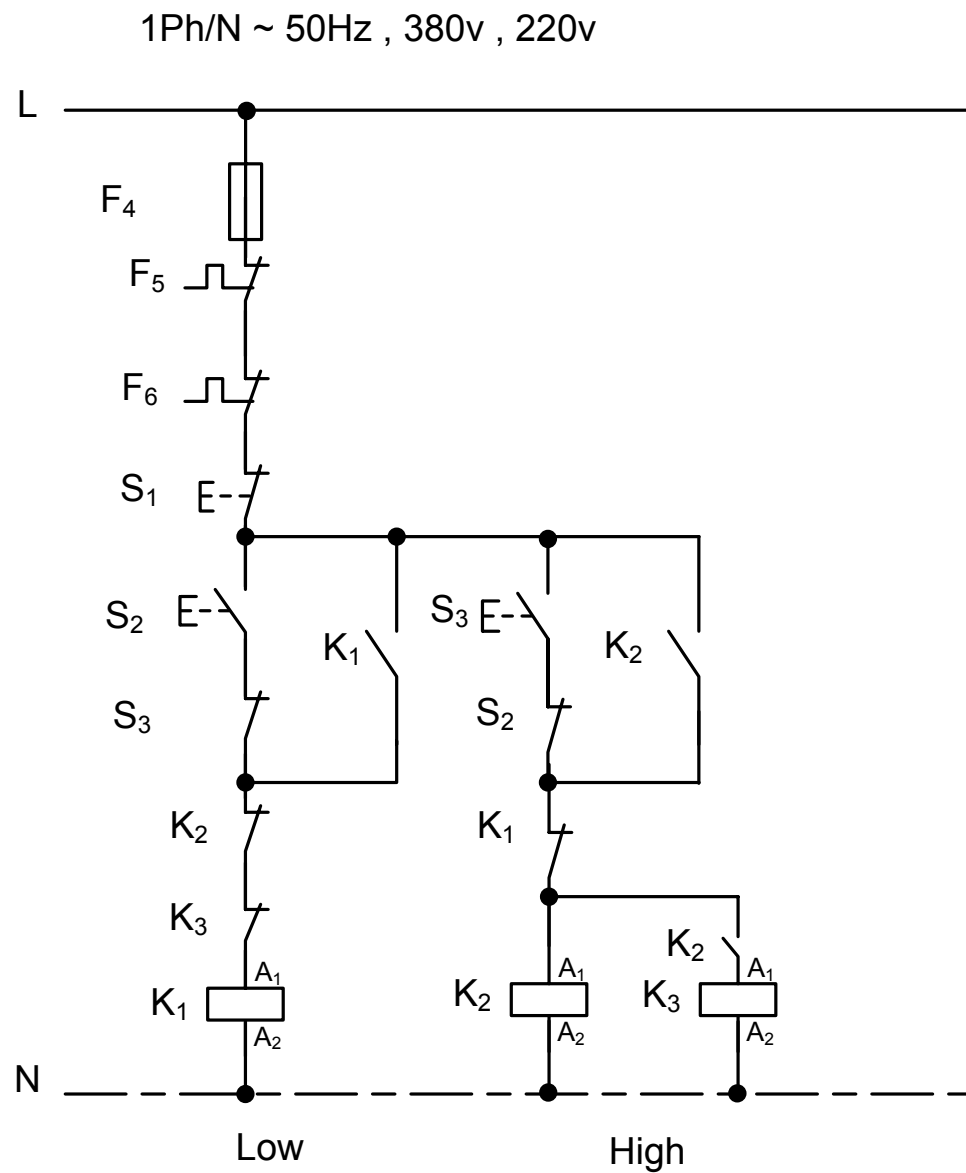 1Ph/N ~ 50Hz , 380v , 220v
L
F4
F5
F6
S1
S2
K1
S3
K2
S3
S2
K2
K1
K3
K2
A1
A1
A1
K1
K2
K3
A2
A2
A2
N
Low
High